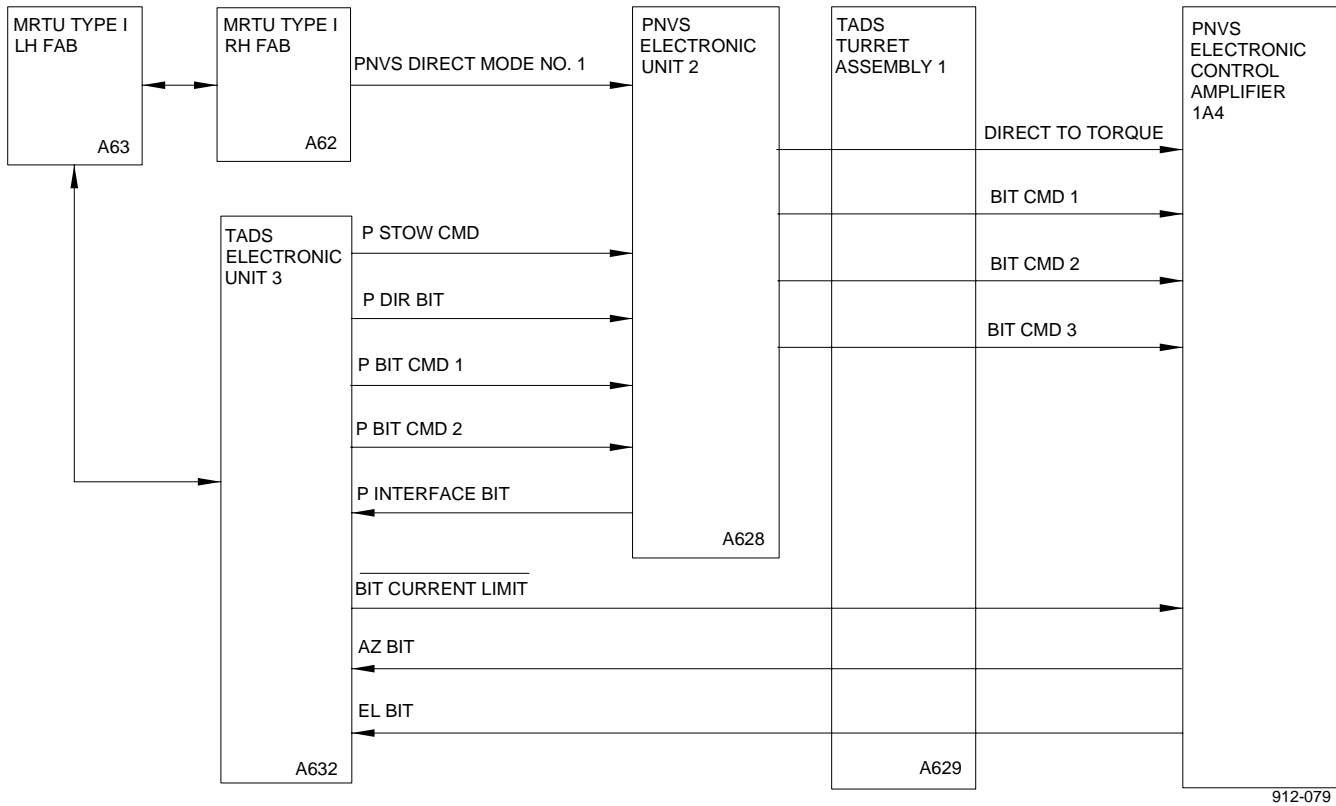 MRTU TYPE I
LH FAB
A63
MRTU TYPE I
RH FAB
A62
PNVS DIRECT MODE NO. 1
PNVS
ELECTRONIC
UNIT 2
A628
TADS
TURRET
ASSEMBLY 1
A629
PNVS
ELECTRONIC
CONTROL
AMPLIFIER
1A4
DIRECT TO TORQUE
BIT CMD 1
BIT CMD 2
BIT CMD 3
TADS
ELECTRONIC
UNIT 3
A632
P STOW CMD
P DIR BIT
P BIT CMD 1
P BIT CMD 2
P INTERFACE BIT
BIT CURRENT LIMIT
AZ BIT
EL BIT
912-079